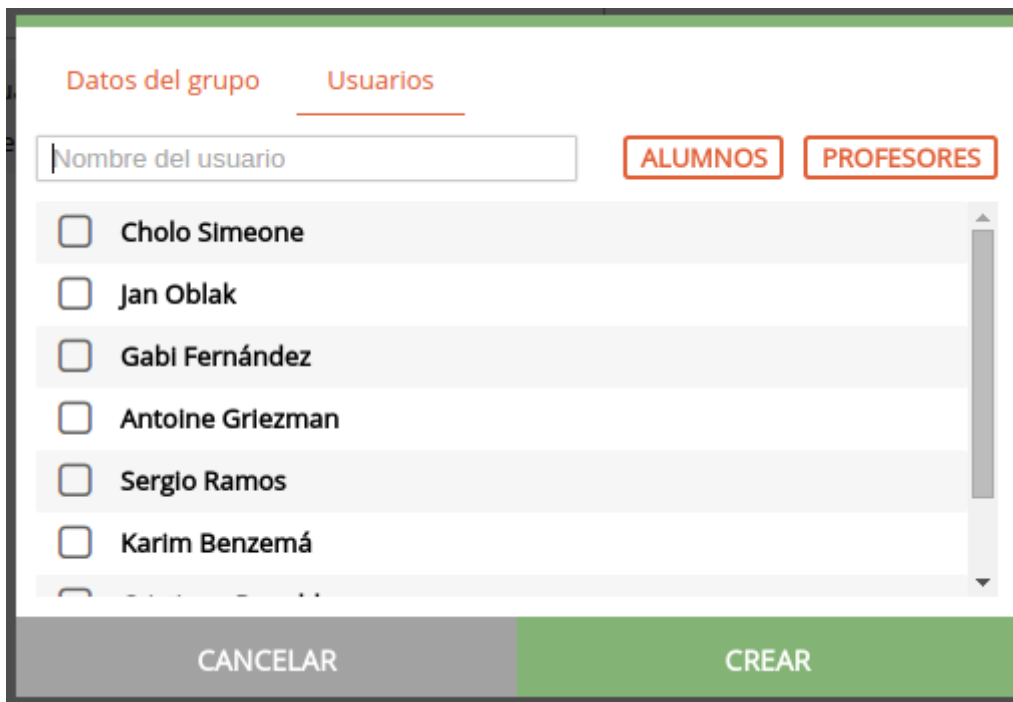 Datos del grupo Usuarios
Nombre del usuario ALUMNOS PROFESORES
Cholo Simeone
Jan Oblak
Gabi Fernández
Antoine Griezman
Sergio Ramos
Karim Benzemá
CANCELAR CREAR